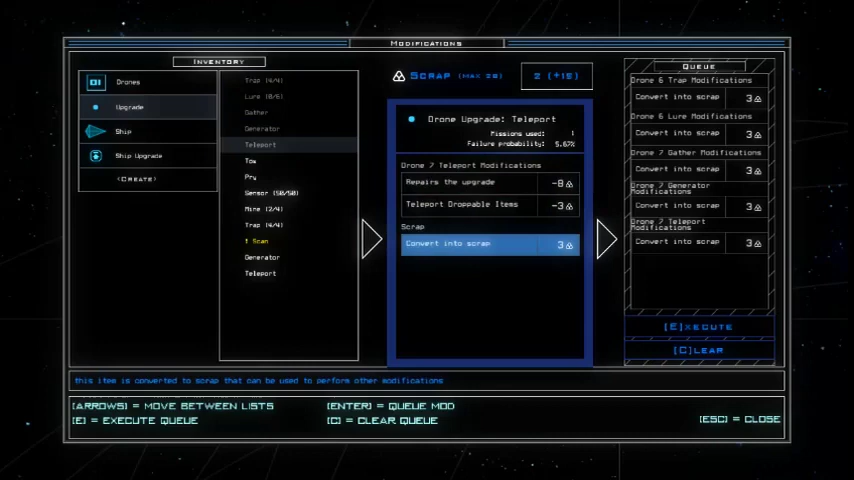 MODIFICATIONS
INVENTORY
Drones
Upgrade
Ship
Ship Upgrade
(CREATE)
Trap (4/4)
Lure (0/6)
Gather
Generator
Teleport
Tow
Pry
Sensor (50/50)
Mine (2/4)
Trap (4/4)
t Scan
Generator
Teleport
SCRAP (MAX 20)
2 (+15)
Drone Upgrade: Teleport
Missions used: 1
Failure probability: 5.67%
Drone 7 Teleport Modifications
Repairs the upgrade -8
Teleport Droppable Items -3
Scrap
Convert into scrap 3
QUEUE
Drone 6 Trap Modifications
Convert into scrap 3
Drone 6 Lure Modifications
Convert into scrap 3
Drone 7 Gather Modifications
Convert into scrap 3
Drone 7 Generator
Modifications
Convert into scrap 3
Drone 7 Teleport
Modifications
Convert into scrap 3
[E]XECUTE
[C]LEAR
this item is converted to scrap that can be used to perform other modifications
[ARROWS] = MOVE BETWEEN LISTS
[ENTER] = QUEUE MOD
[E] = EXECUTE QUEUE
[C] = CLEAR QUEUE
[ESC] = CLOSE